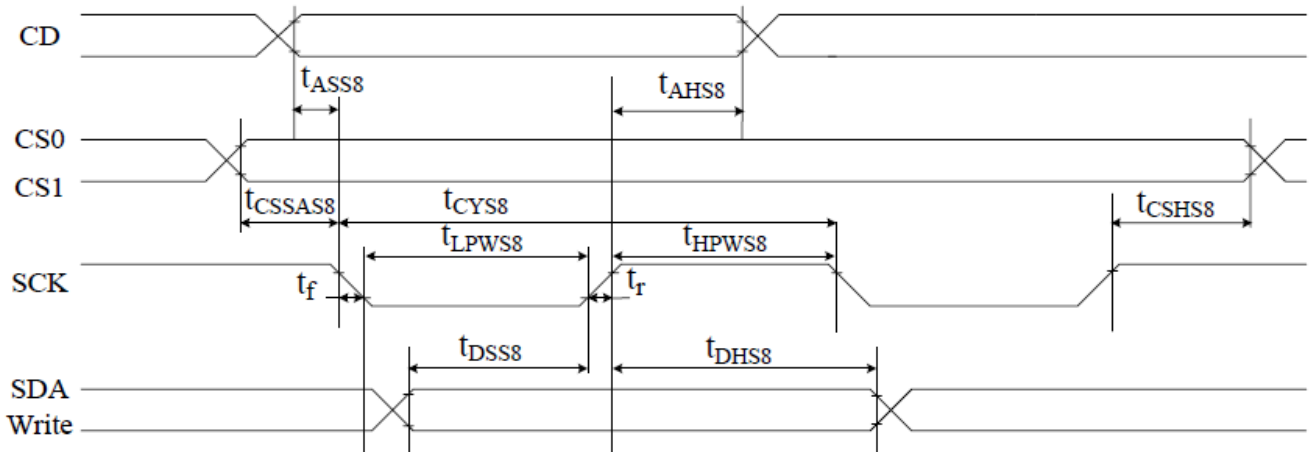 CD
tASS8
tAHS8
CS0
CS1
tCSSAS8
tCYS8
tCSHS8
tLPWS8
tHPWS8
SCK
tf
tr
tDSS8
tDHS8
SDA
Write